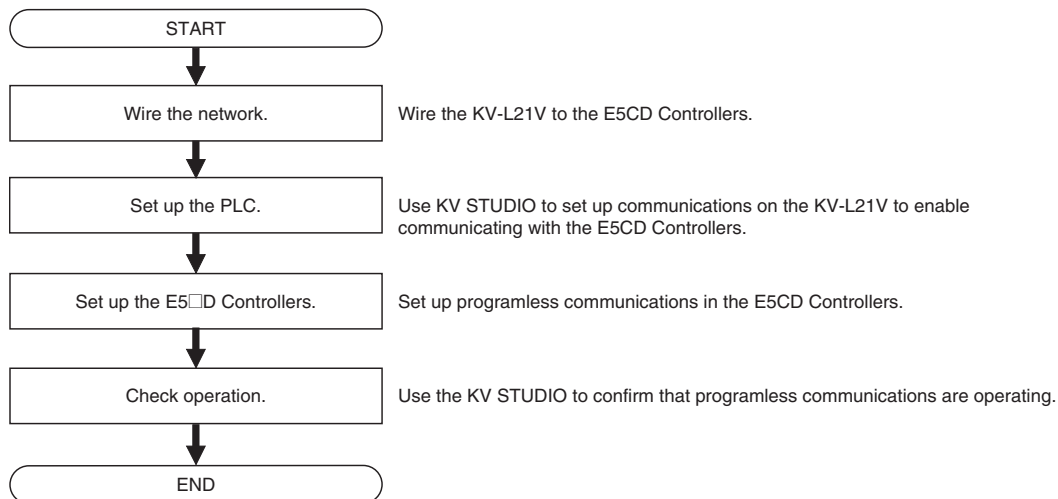 START
Wire the network.
Wire the KV-L21V to the E5CD Controllers.
Set up the PLC.
Use KV STUDIO to set up communications on the KV-L21V to enable
communicating with the E5CD Controllers.
Set up the E5□D Controllers.
Set up programless communications in the E5CD Controllers.
Check operation.
Use the KV STUDIO to confirm that programless communications are operating.
END